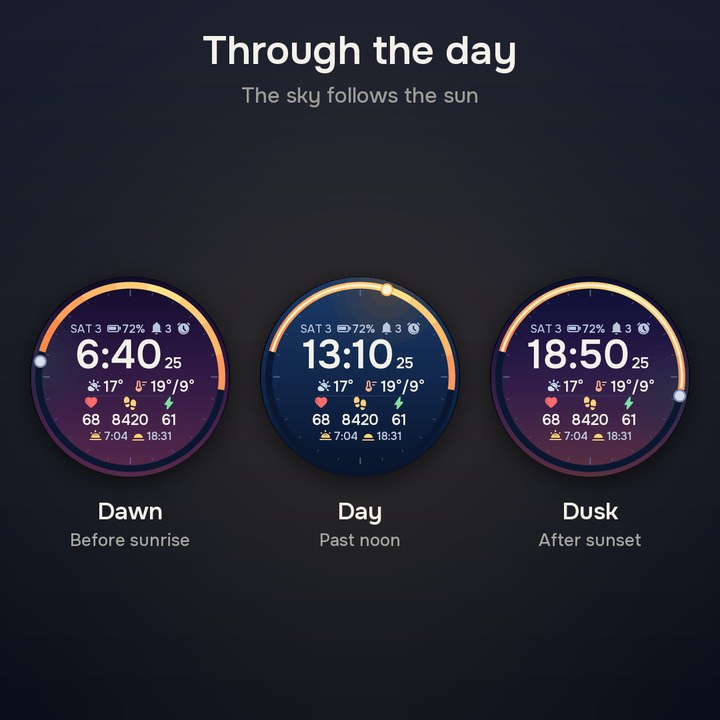 Through the day
The sky follows the sun
SAT 3 72% 3
6:40 25
17° 19°/9°
68 8420 61
7:04 18:31
Dawn
Before sunrise
SAT 3 72% 3
13:10 25
17° 19°/9°
68 8420 61
7:04 18:31
Day
Past noon
SAT 3 72% 3
18:50 25
17° 19°/9°
68 8420 61
7:04 18:31
Dusk
After sunset